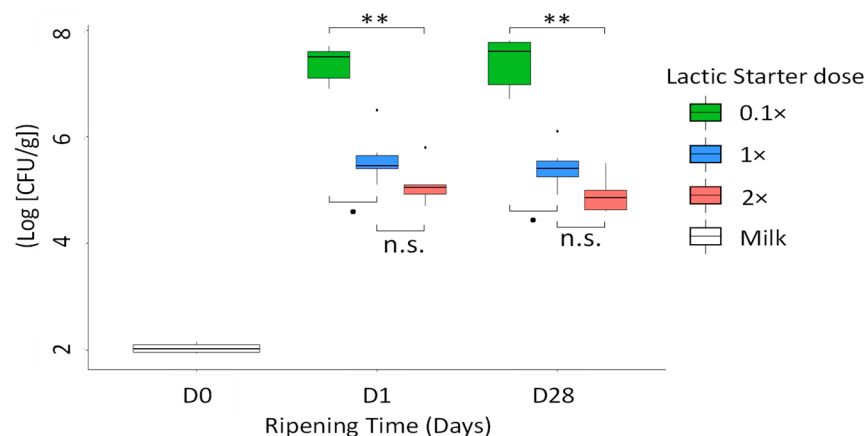 (Log [CFU/g])
8
6
4
2
** **
• n.s. • n.s.
D0 D1 D28
Ripening Time (Days)
Lactic Starter dose
0.1×
1×
2×
Milk